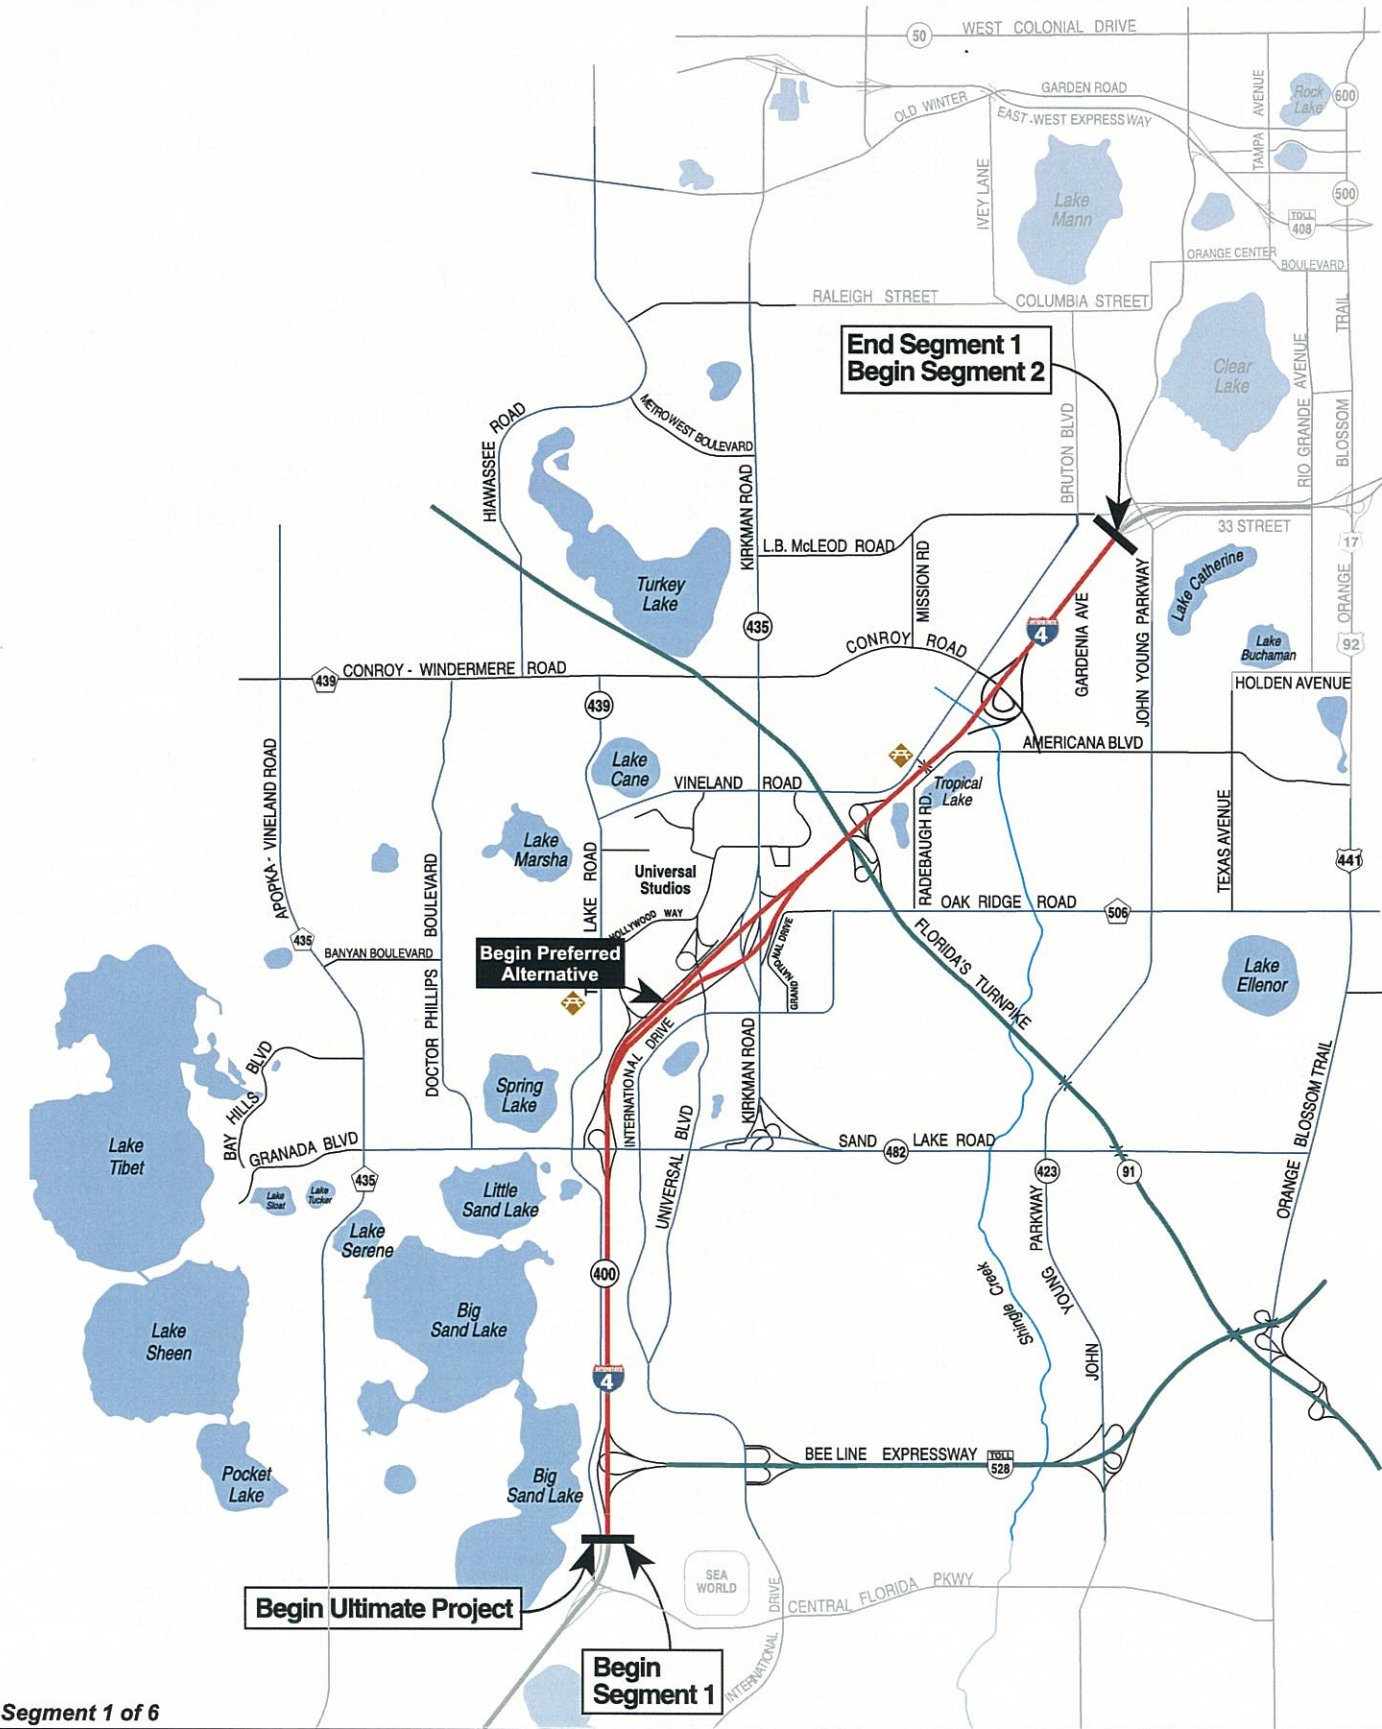 50
WEST COLONIAL DRIVE
GARDEN ROAD
OLD WINTER
EAST-WEST EXPRESSWAY
TAMPA AVENUE
Rock
Lake
600
IVEY LANE
Lake
Mann
500
TOLL
408
ORANGE CENTER
BOULEVARD
RALEIGH STREET
COLUMBIA STREET
End Segment 1
Begin Segment 2
Clear
Lake
RIO GRANDE AVENUE
TRAIL
BLOSSOM
ORANGE
HIAWASSEE ROAD
METROWEST BOULEVARD
KIRKMAN ROAD
BRUTON BLVD
33 STREET
17
L.B. McLEOD ROAD
MISSION RD
Turkey
Lake
435
4
GARDENIA AVE
JOHN YOUNG PARKWAY
Lake Catherine
Lake
Buchaman
92
CONROY ROAD
439
CONROY - WINDERMERE ROAD
HOLDEN AVENUE
439
AMERICANA BLVD
APOPKA - VINELAND ROAD
Lake
Cane
VINELAND ROAD
Tropical
Lake
RADEBAUGH RD.
TEXAS AVENUE
Lake
Marsha
Universal
Studios
441
DOCTOR PHILLIPS BOULEVARD
LAKE ROAD
HOLLYWOOD WAY
OAK RIDGE ROAD
506
435
BANYAN BOULEVARD
Begin Preferred
Alternative
GRAND NATIONAL DRIVE
FLORIDA'S TURNPIKE
Lake
Ellenor
INTERNATIONAL DRIVE
KIRKMAN ROAD
BAY HILLS BLVD
Spring
Lake
UNIVERSAL BLVD
ORANGE BLOSSOM TRAIL
Lake
Tibet
GRANADA BLVD
SAND
482
LAKE ROAD
435
423
91
Lake
Sloat
Lake
Tucker
Little
Sand Lake
Lake
Serene
JOHN YOUNG PARKWAY
400
Shingle Creek
Lake
Sheen
Big
Sand Lake
4
BEE LINE EXPRESSWAY
TOLL
528
Pocket
Lake
Big
Sand Lake
SEA
WORLD
Begin Ultimate Project
CENTRAL FLORIDA PKWY
INTERNATIONAL DRIVE
Begin
Segment 1
Segment 1 of 6